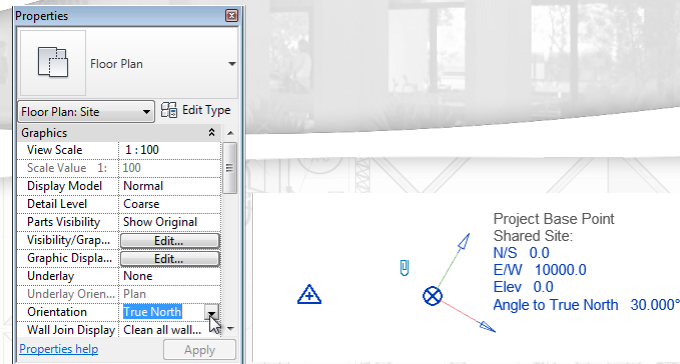 Properties
Floor Plan
Floor Plan: Site
Edit Type
Graphics
View Scale 1 : 100
Scale Value 1: 100
Display Model Normal
Detail Level Coarse
Parts Visibility Show Original
Visibility/Grap... Edit...
Graphic Displa... Edit...
Underlay None
Underlay Orien... Plan
Orientation True North
Wall Join Display Clean all wall...
Properties help
Apply
Project Base Point
Shared Site:
N/S 0.0
E/W 10000.0
Elev 0.0
Angle to True North 30.000°